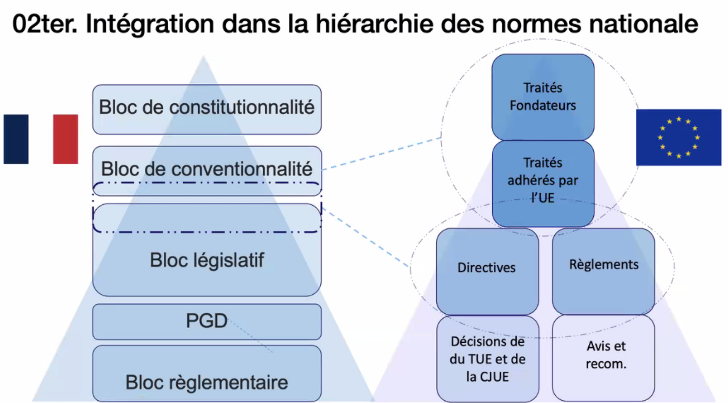 02ter. Intégration dans la hiérarchie des normes nationale
Bloc de constitutionnalité
Bloc de conventionnalité
Bloc législatif
PGD
Bloc règlementaire
Traités
Fondateurs
Traités
adhérés par
l'UE
Directives
Règlements
Décisions de
du TUE et de
la CJUE
Avis et
recom.